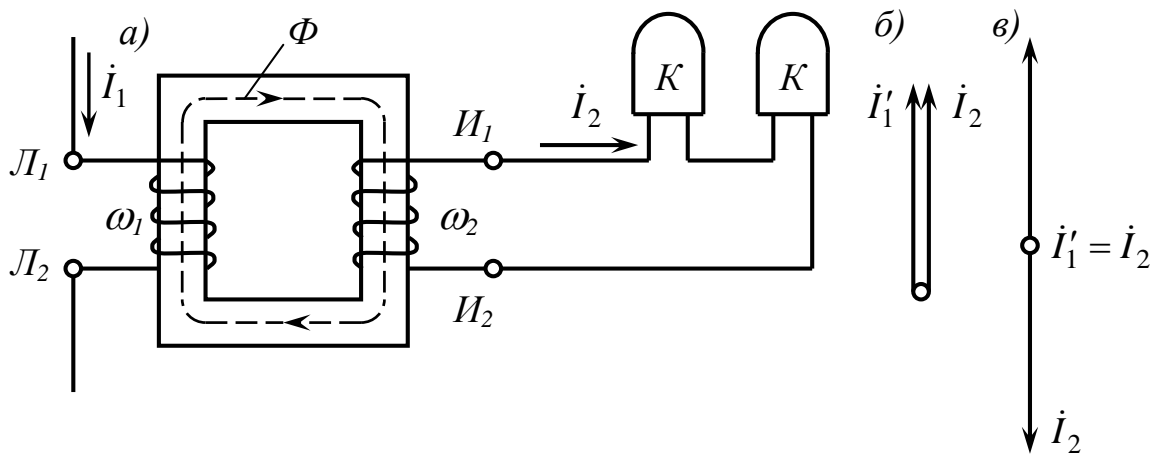 а)
Ф
İ₁
Л₁
Л₂
ω₁
ω₂
И₁
И₂
İ₂
К
К
б)
İ′₁
İ₂
в)
İ′₁ = İ₂
İ₂